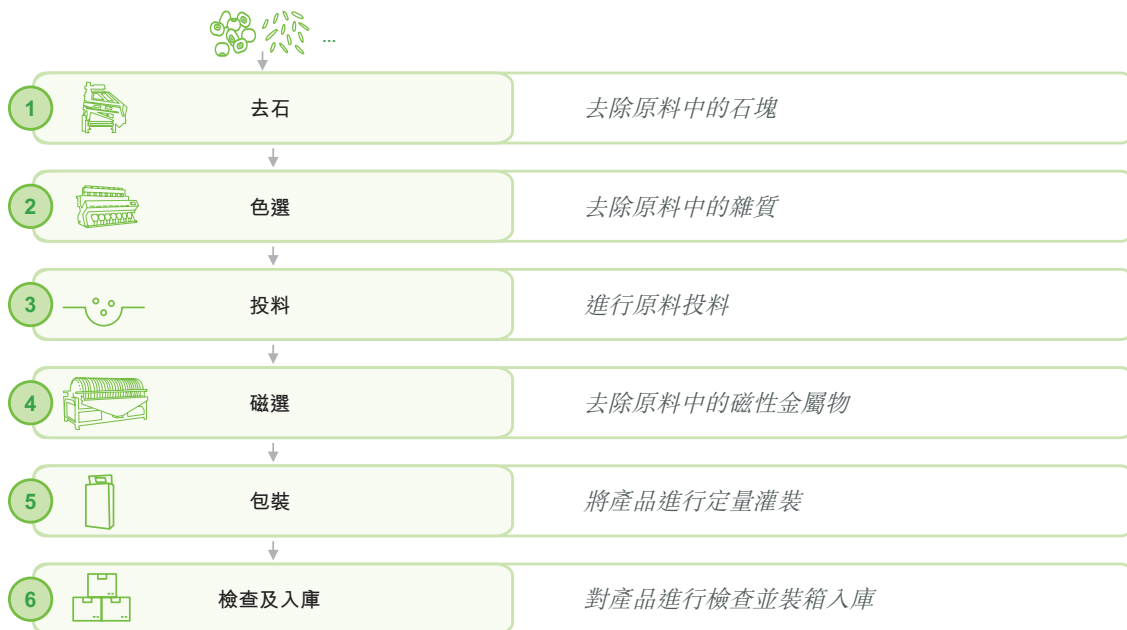 ...
1 去石 去除原料中的石塊
2 色選 去除原料中的雜質
3 投料 進行原料投料
4 磁選 去除原料中的磁性金屬物
5 包裝 將產品進行定量灌裝
6 檢查及入庫 對產品進行檢查並裝箱入庫